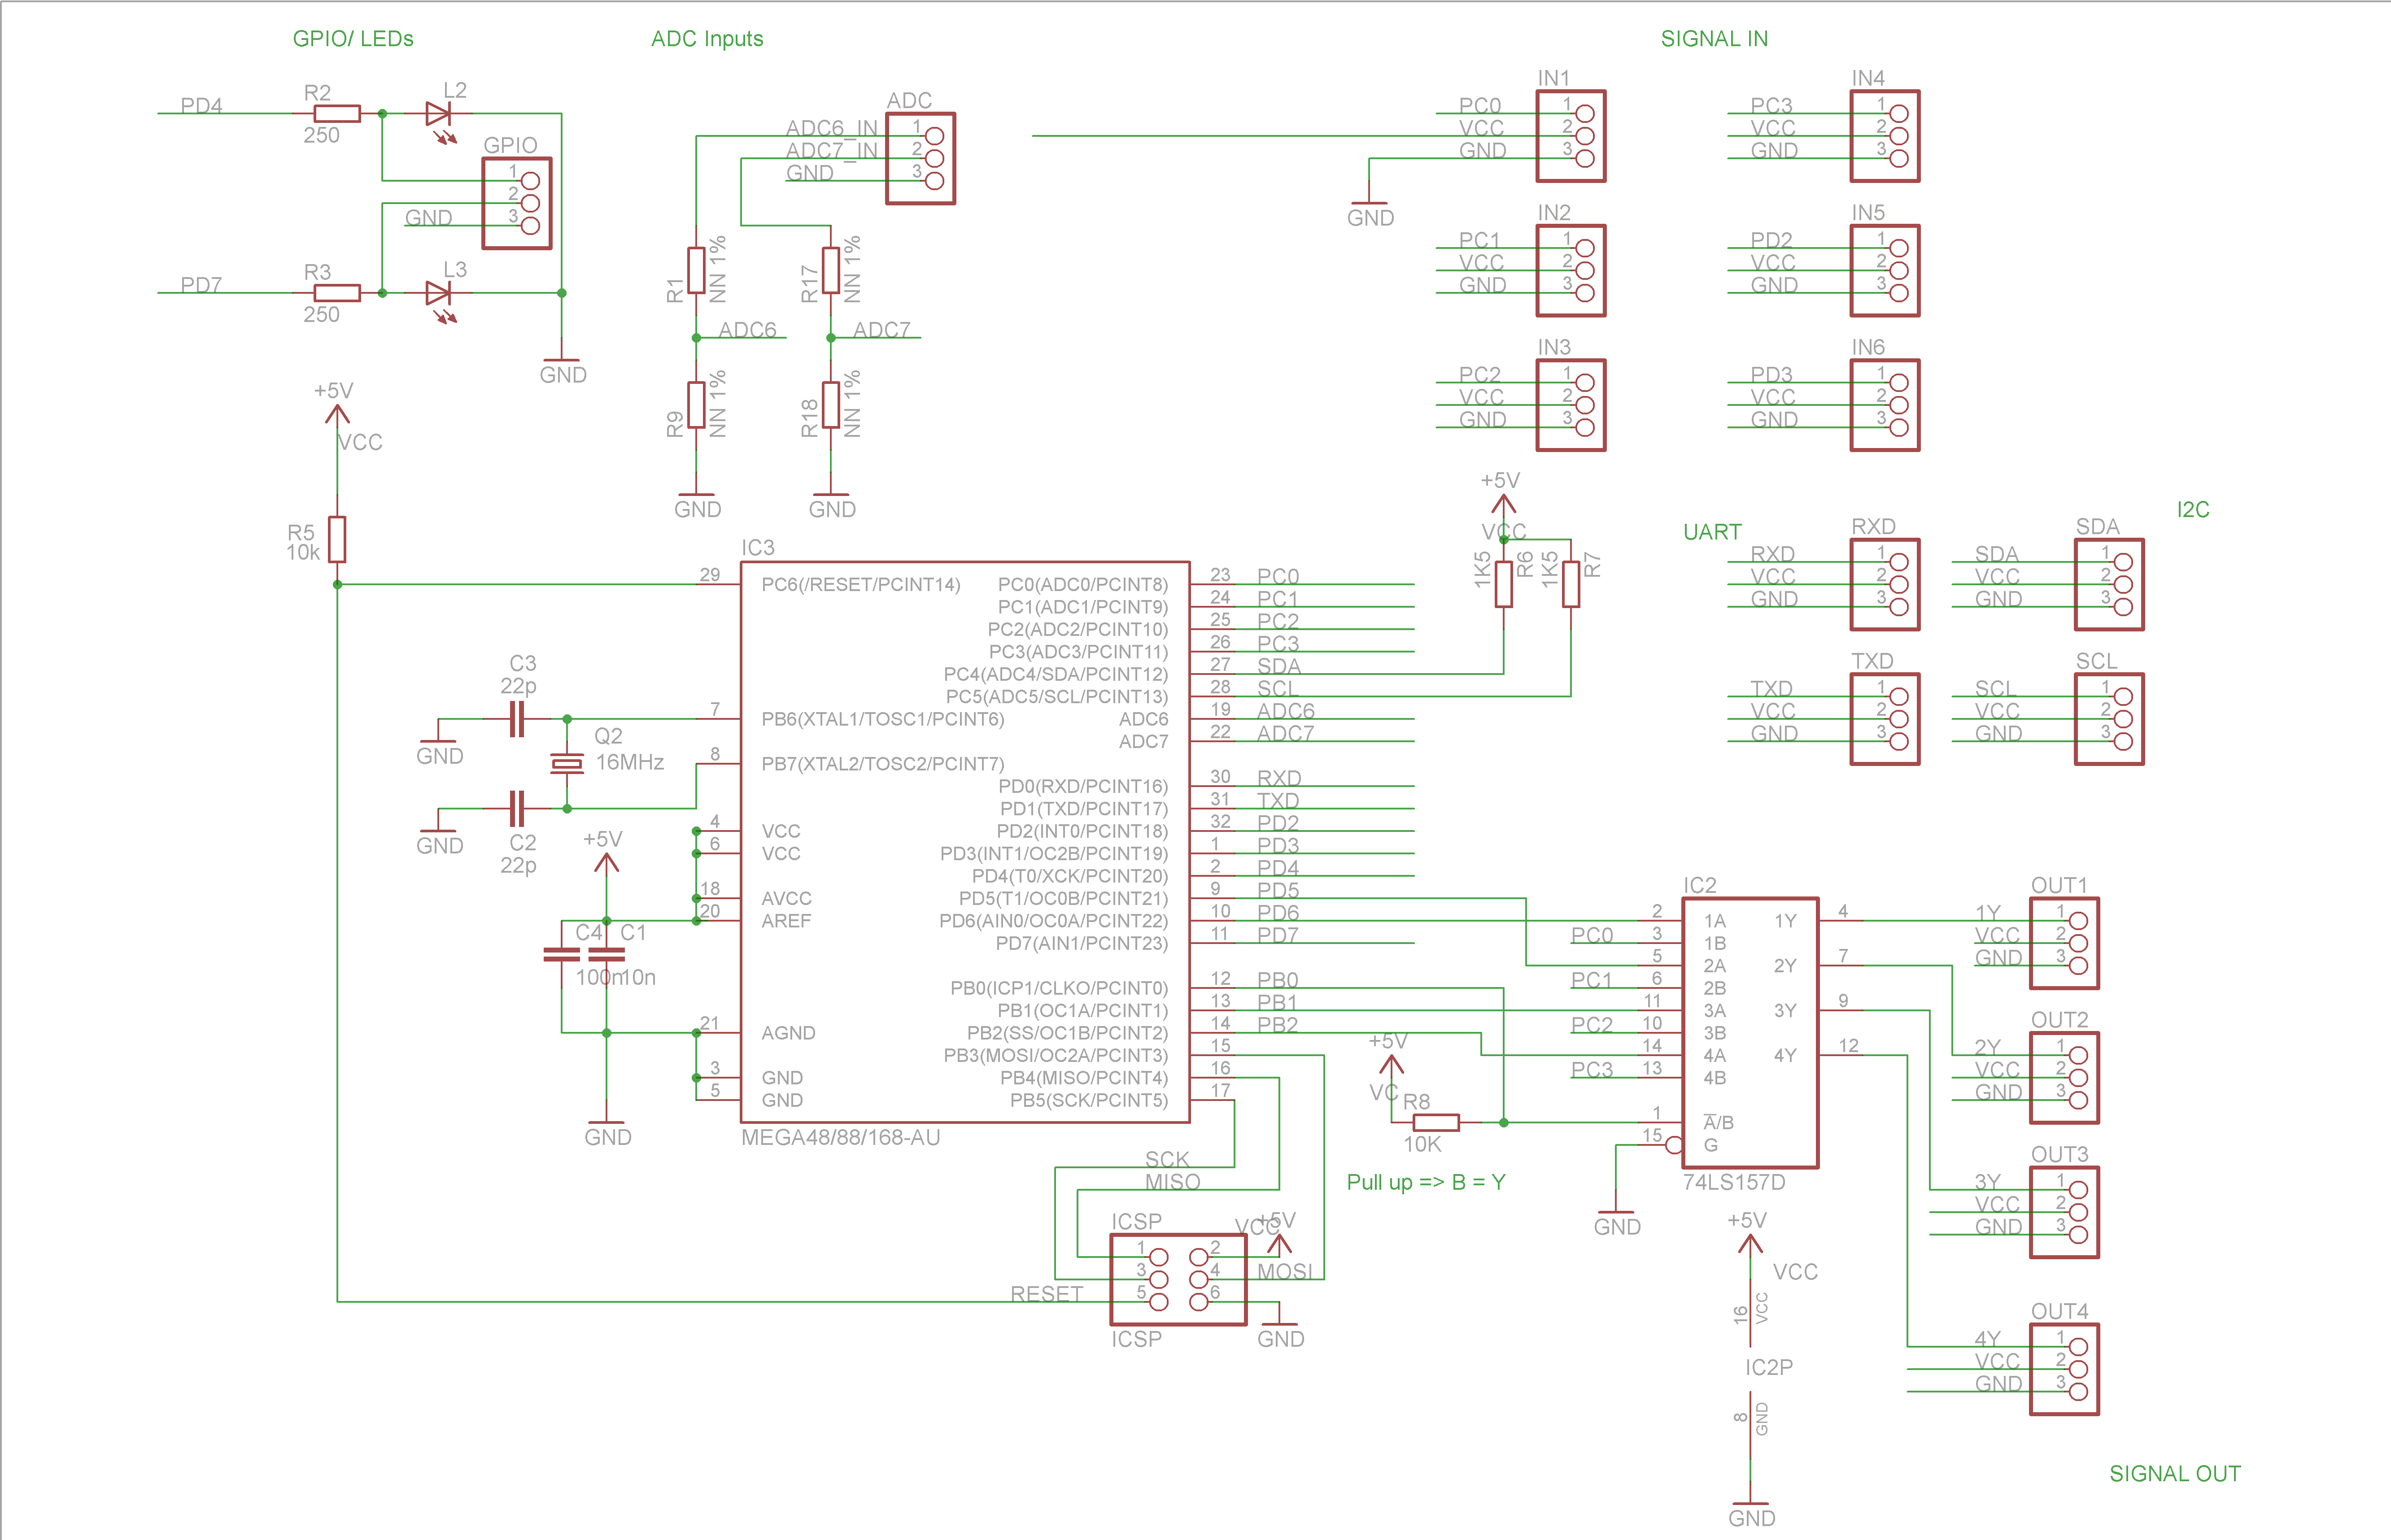 GPIO/ LEDs
ADC Inputs
SIGNAL IN
PD4
R2
250
L2
GPIO
1
2
3
GND
PD7
R3
250
L3
GND
ADC
ADC6_IN 1
ADC7_IN 2
GND 3
R1
NN 1%
R17
NN 1%
ADC6
ADC7
R9
NN 1%
R18
NN 1%
GND
GND
IN1
PC0 1
VCC 2
GND 3
GND
IN4
PC3 1
VCC 2
GND 3
IN2
PC1 1
VCC 2
GND 3
IN5
PD2 1
VCC 2
GND 3
IN3
PC2 1
VCC 2
GND 3
IN6
PD3 1
VCC 2
GND 3
+5V
VCC
R5
10k
+5V
VCC
1K5
R6
1K5
R7
UART
I2C
RXD
RXD 1
VCC 2
GND 3
SDA
SDA 1
VCC 2
GND 3
TXD
TXD 1
VCC 2
GND 3
SCL
SCL 1
VCC 2
GND 3
IC3
29 PC6(/RESET/PCINT14)
7 PB6(XTAL1/TOSC1/PCINT6)
8 PB7(XTAL2/TOSC2/PCINT7)
4 VCC
6 VCC
18 AVCC
20 AREF
21 AGND
3 GND
5 GND
PC0(ADC0/PCINT8) 23 PC0
PC1(ADC1/PCINT9) 24 PC1
PC2(ADC2/PCINT10) 25 PC2
PC3(ADC3/PCINT11) 26 PC3
PC4(ADC4/SDA/PCINT12) 27 SDA
PC5(ADC5/SCL/PCINT13) 28 SCL
ADC6 19 ADC6
ADC7 22 ADC7
PD0(RXD/PCINT16) 30 RXD
PD1(TXD/PCINT17) 31 TXD
PD2(INT0/PCINT18) 32 PD2
PD3(INT1/OC2B/PCINT19) 1 PD3
PD4(T0/XCK/PCINT20) 2 PD4
PD5(T1/OC0B/PCINT21) 9 PD5
PD6(AIN0/OC0A/PCINT22) 10 PD6
PD7(AIN1/PCINT23) 11 PD7
PB0(ICP1/CLKO/PCINT0) 12 PB0
PB1(OC1A/PCINT1) 13 PB1
PB2(SS/OC1B/PCINT2) 14 PB2
PB3(MOSI/OC2A/PCINT3) 15
PB4(MISO/PCINT4) 16
PB5(SCK/PCINT5) 17
MEGA48/88/168-AU
C3
22p
GND
Q2
16MHz
GND
C2
22p
+5V
C4
C1
100n
10n
GND
IC2
2 1A
PC0 3 1B
5 2A
PC1 6 2B
11 3A
PC2 10 3B
14 4A
PC3 13 4B
1 A/B
15 G
1Y 4
2Y 7
3Y 9
4Y 12
74LS157D
GND
+5V
VC
R8
10K
Pull up => B = Y
SCK
MISO
ICSP
1
3
RESET 5
2
4 MOSI
6
VCC
+5V
GND
ICSP
+5V
VCC
16
VCC
IC2P
8
GND
GND
OUT1
1Y 1
VCC 2
GND 3
OUT2
2Y 1
VCC 2
GND 3
OUT3
3Y 1
VCC 2
GND 3
OUT4
4Y 1
VCC 2
GND 3
SIGNAL OUT